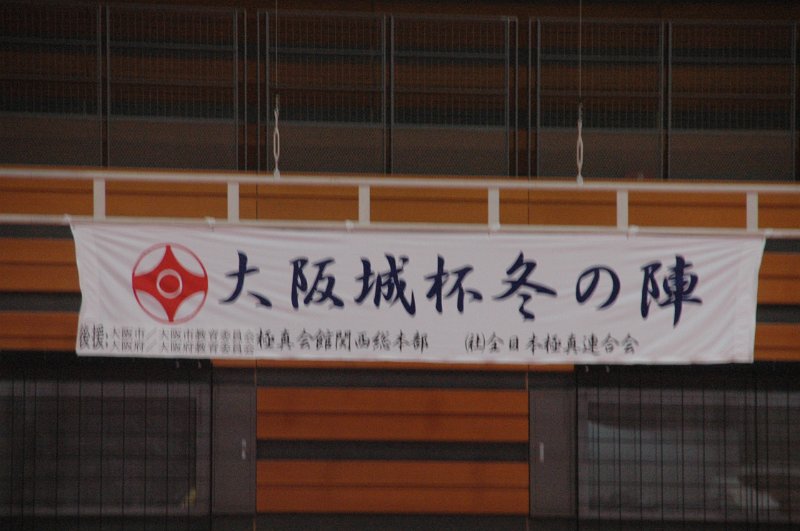 大阪城杯冬の陣
後援:大阪市/大阪市教育委員会 極真会館関西総本部 (社)全日本極真連合会
大阪府/大阪府教育委員会